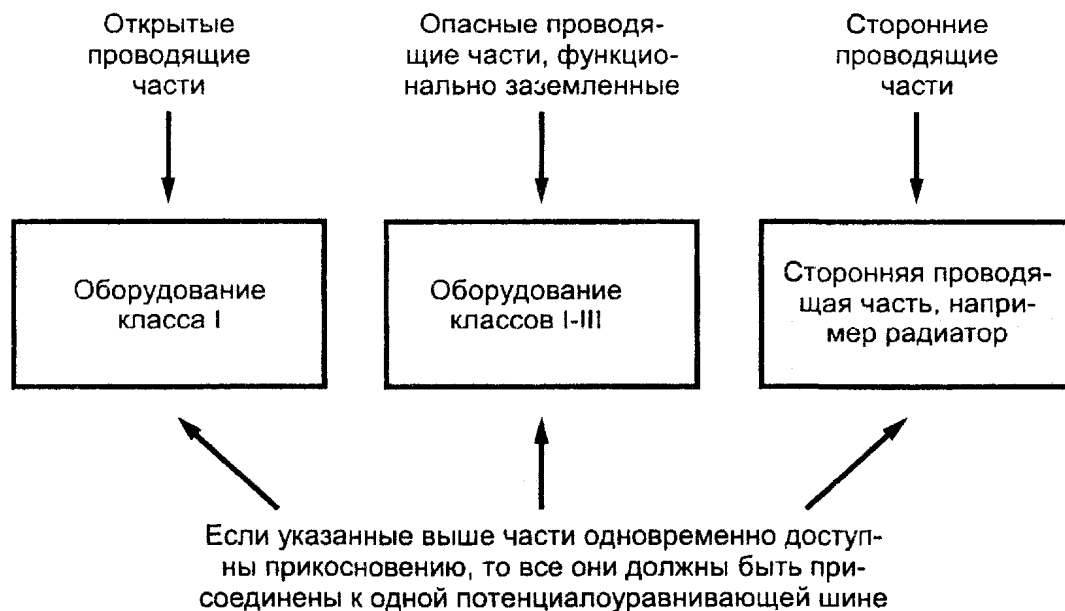 Открытые
проводящие
части
Опасные проводя-
щие части, функцио-
нально заземленные
Сторонние
проводящие
части
Оборудование
класса I
Оборудование
классов I-III
Сторонняя проводя-
щая часть, напри-
мер радиатор
Если указанные выше части одновременно доступ-
ны прикосновению, то все они должны быть при-
соединены к одной потенциалоуравнивающей шине